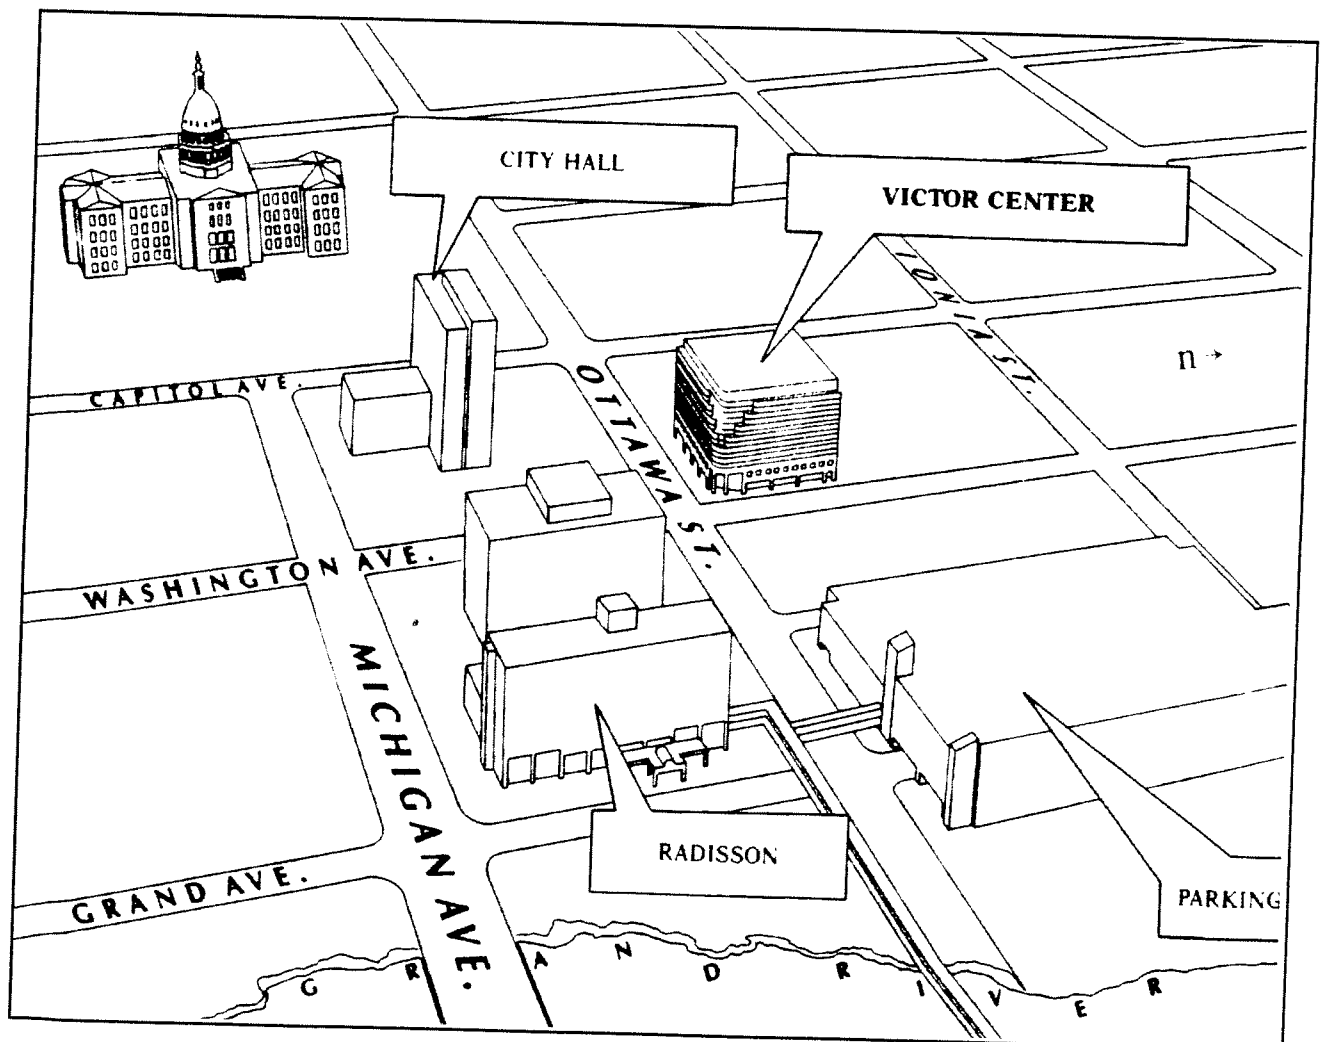 CITY HALL
VICTOR CENTER
IONIA ST.
n →
CAPITOL AVE.
OTTAWA ST.
WASHINGTON AVE.
MICHIGAN AVE.
RADISSON
PARKING
GRAND AVE.
GRAND RIVER